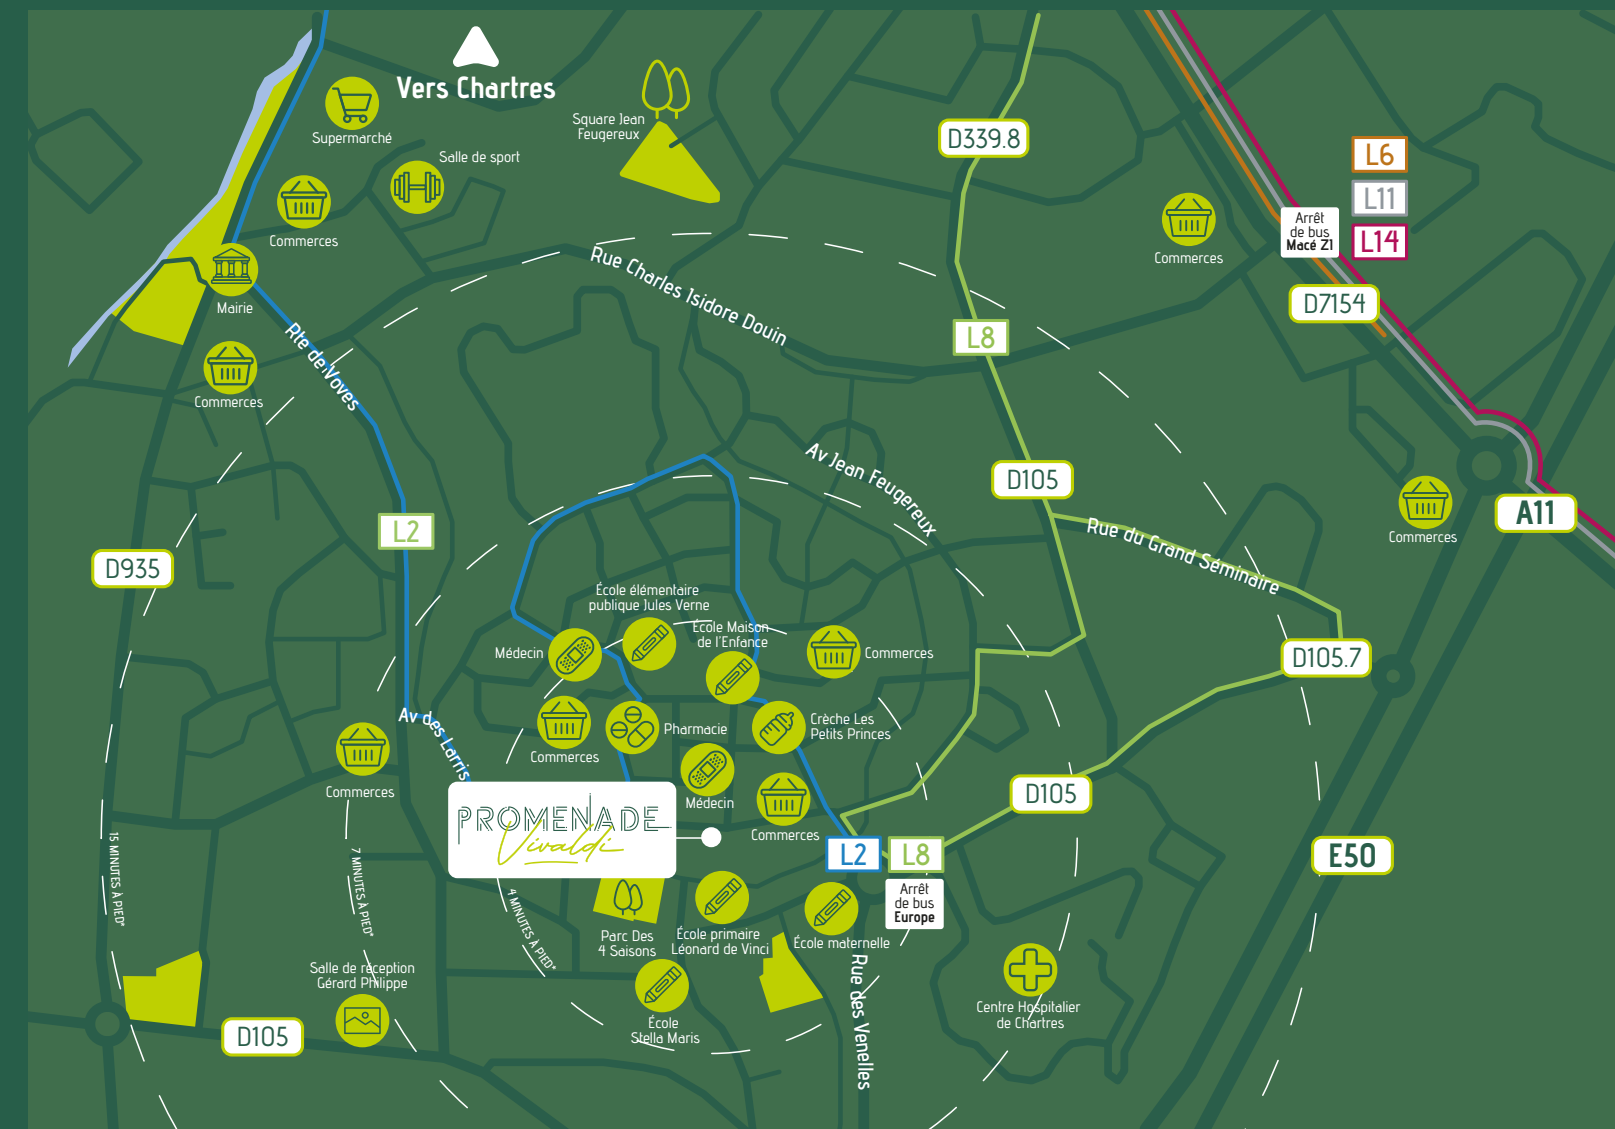 Vers Chartres
Supermarché
Salle de sport
Square Jean
Feugereux
D339.8
L6
L11
L14
Arrêt
de bus
Macé Z1
Commerces
Commerces
Mairie
Rue Charles Isidore Douin
D7154
L8
Rte de Voves
Commerces
Av Jean Feugereux
D105
A11
Commerces
Rue du Grand Séminaire
L2
D935
École élémentaire
publique Jules Verne
École Maison
de l'Enfance
Médecin
Commerces
D105.7
Av des Larris
Commerces
Pharmacie
Crèche Les
Petits Princes
Commerces
Médecin
Commerces
D105
PROMENADE
Vivaldi
L2
L8
E50
Arrêt
de bus
Europe
15 MINUTES À PIED*
7 MINUTES À PIED*
4 MINUTES À PIED*
Parc Des
4 Saisons
École primaire
Léonard de Vinci
École maternelle
Salle de réception
Gérard Philippe
Rue des Venelles
Centre Hospitalier
de Chartres
École
Stella Maris
D105